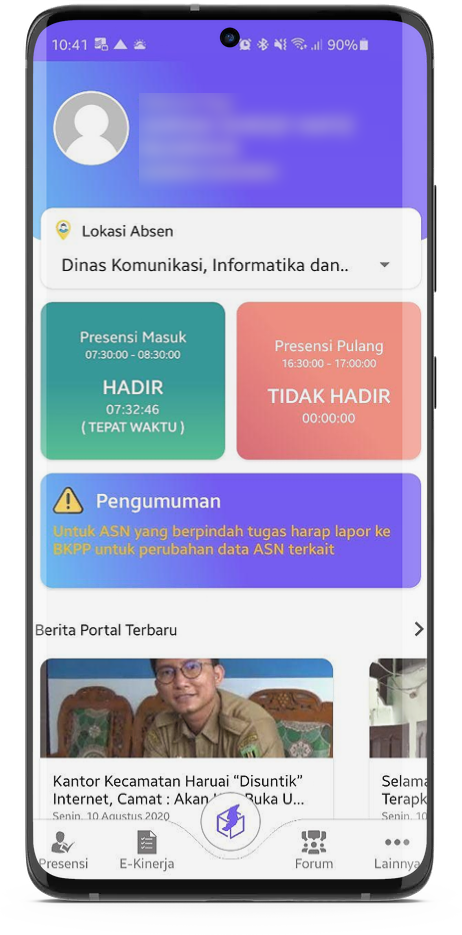 10:41
90%
Lokasi Absen
Dinas Komunikasi, Informatika dan..
Presensi Masuk
07:30:00 - 08:30:00
HADIR
07:32:46
( TEPAT WAKTU )
Presensi Pulang
16:30:00 - 17:00:00
TIDAK HADIR
00:00:00
Pengumuman
Untuk ASN yang berpindah tugas harap lapor ke
BKPP untuk perubahan data ASN terkait
Berita Portal Terbaru
Kantor Kecamatan Haruai “Disuntik”
Internet, Camat : Akan Buka U...
Senin, 10 Agustus 2020
Selama
Terapk
Senin, 10
Presensi
E-Kinerja
Forum
Lainnya